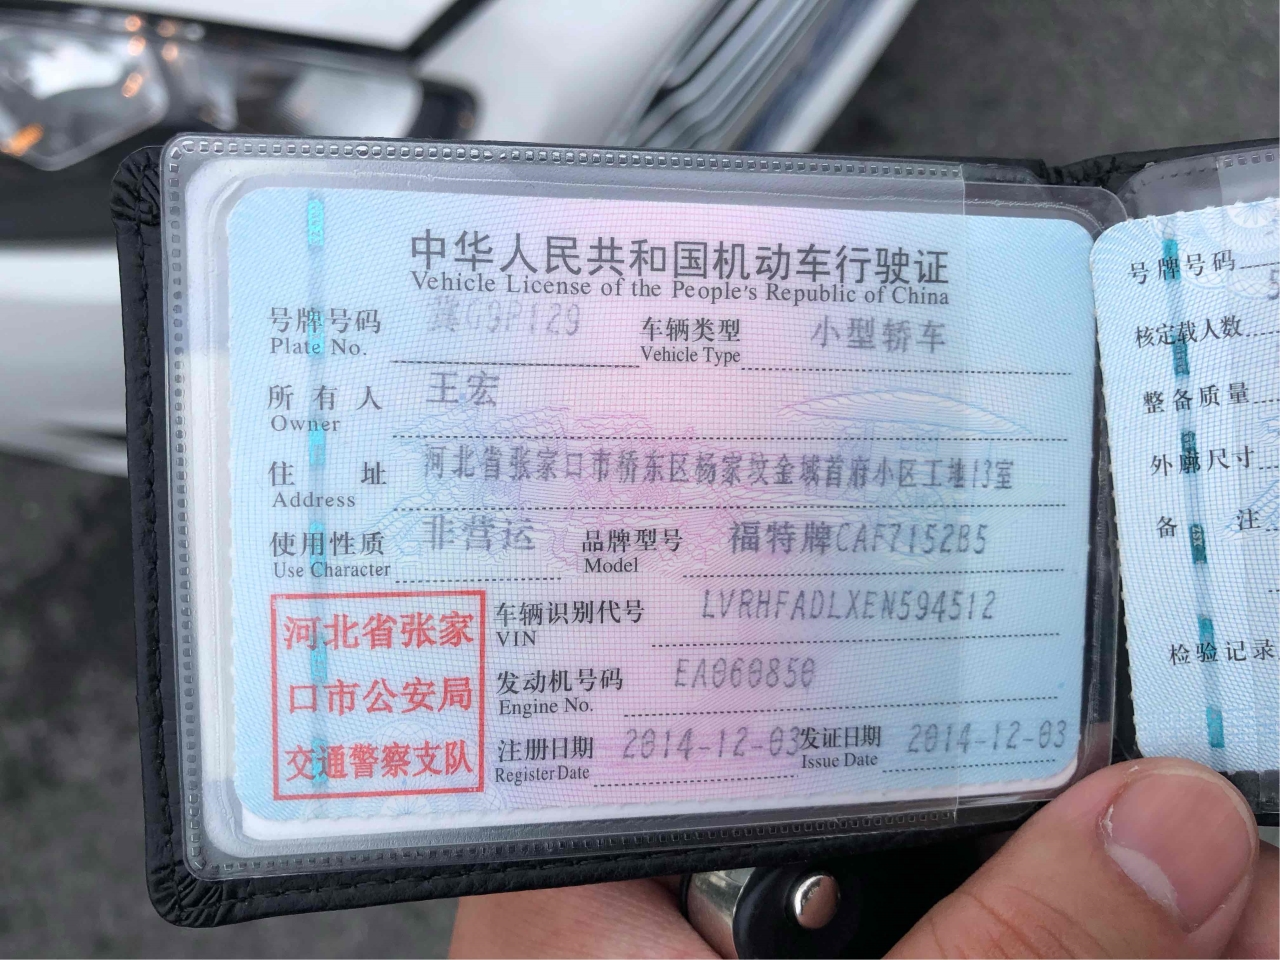 中华人民共和国机动车行驶证
Vehicle License of the People's Republic of China
号牌号码 冀G9P129 车辆类型 小型轿车
Plate No. Vehicle Type
所有人 王宏
Owner
住址 河北省张家口市桥东区杨家坟金域首府小区工地13室
Address
使用性质 非营运 品牌型号 福特牌CAF7152B5
Use Character Model
车辆识别代号 LVRHFADLXEN594512
VIN
发动机号码 EA060850
Engine No.
注册日期 2014-12-03 发证日期 2014-12-03
Register Date Issue Date
河北省张家
口市公安局
交通警察支队
号牌号码
核定载人数
整备质量
外廓尺寸
备注
检验记录